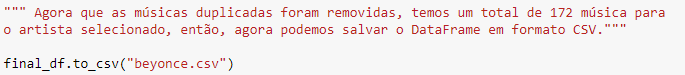 """ Agora que as músicas duplicadas foram removidas, temos um total de 172 música para
o artista selecionado, então, agora podemos salvar o DataFrame em formato CSV."""
final_df.to_csv("beyonce.csv")